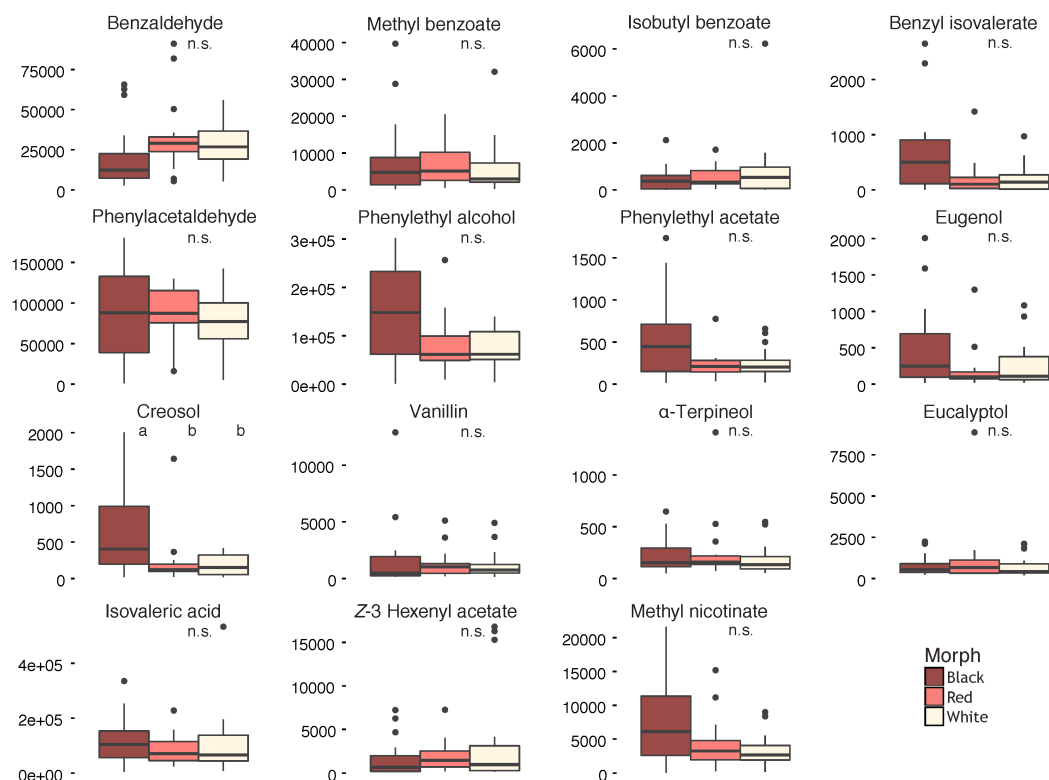 Benzaldehyde
n.s.
75000
50000
25000
0
Methyl benzoate
n.s.
40000
30000
20000
10000
0
Isobutyl benzoate
n.s.
6000
4000
2000
0
Benzyl isovalerate
2000
1000
0
Phenylacetaldehyde
n.s.
150000
100000
50000
0
Phenylethyl alcohol
n.s.
3e+05
2e+05
1e+05
0e+00
Phenylethyl acetate
n.s.
1500
1000
500
0
Eugenol
n.s.
2000
1500
1000
500
0
Creosol
a b b
2000
1500
1000
500
0
Vanillin
n.s.
10000
5000
0
α-Terpineol
n.s.
1000
500
0
Eucalyptol
n.s.
7500
5000
2500
0
Isovaleric acid
n.s.
4e+05
2e+05
0e+00
Z-3 Hexenyl acetate
n.s.
15000
10000
5000
0
Methyl nicotinate
n.s.
20000
15000
10000
5000
0
Morph
Black
Red
White